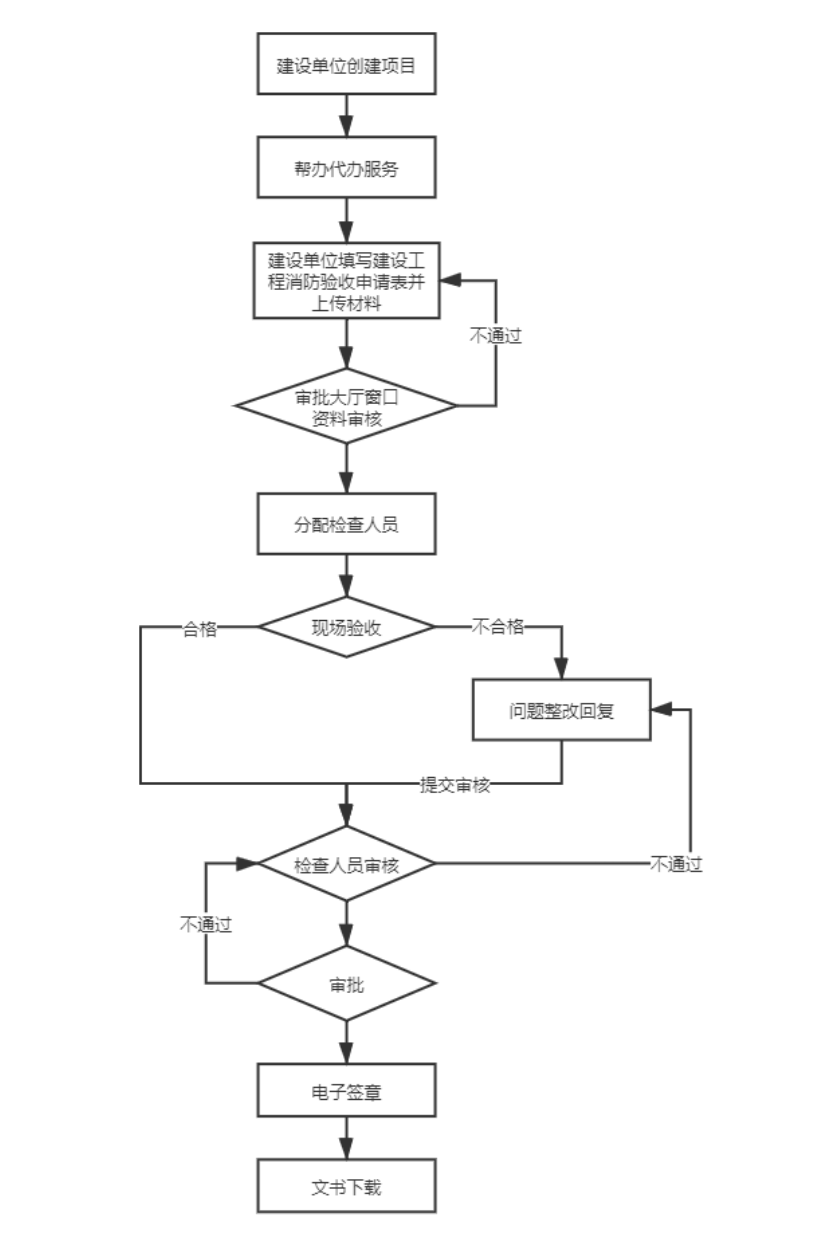 建设单位创建项目
帮办代办服务
建设单位填写建设工
程消防验收申请表并
上传材料
不通过
审批大厅窗口
资料审核
分配检查人员
合格
现场验收
不合格
问题整改回复
提交审核
检查人员审核
不通过
不通过
审批
电子签章
文书下载